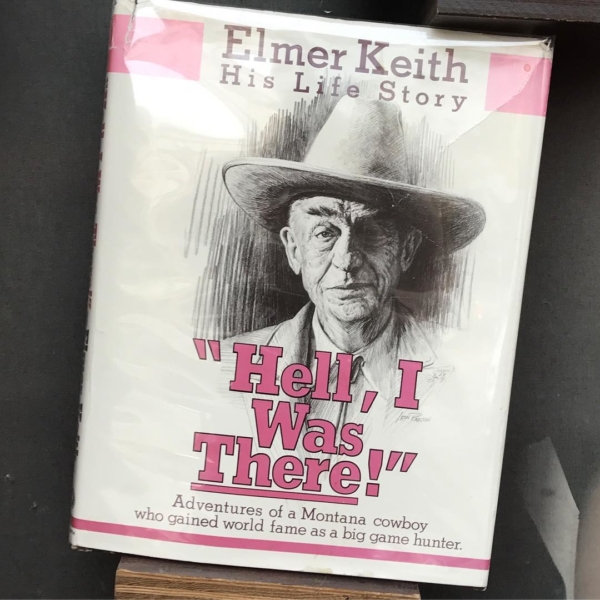 Elmer Keith
His Life Story
"Hell, I
Was
There!"
Adventures of a Montana cowboy
who gained world fame as a big game hunter.